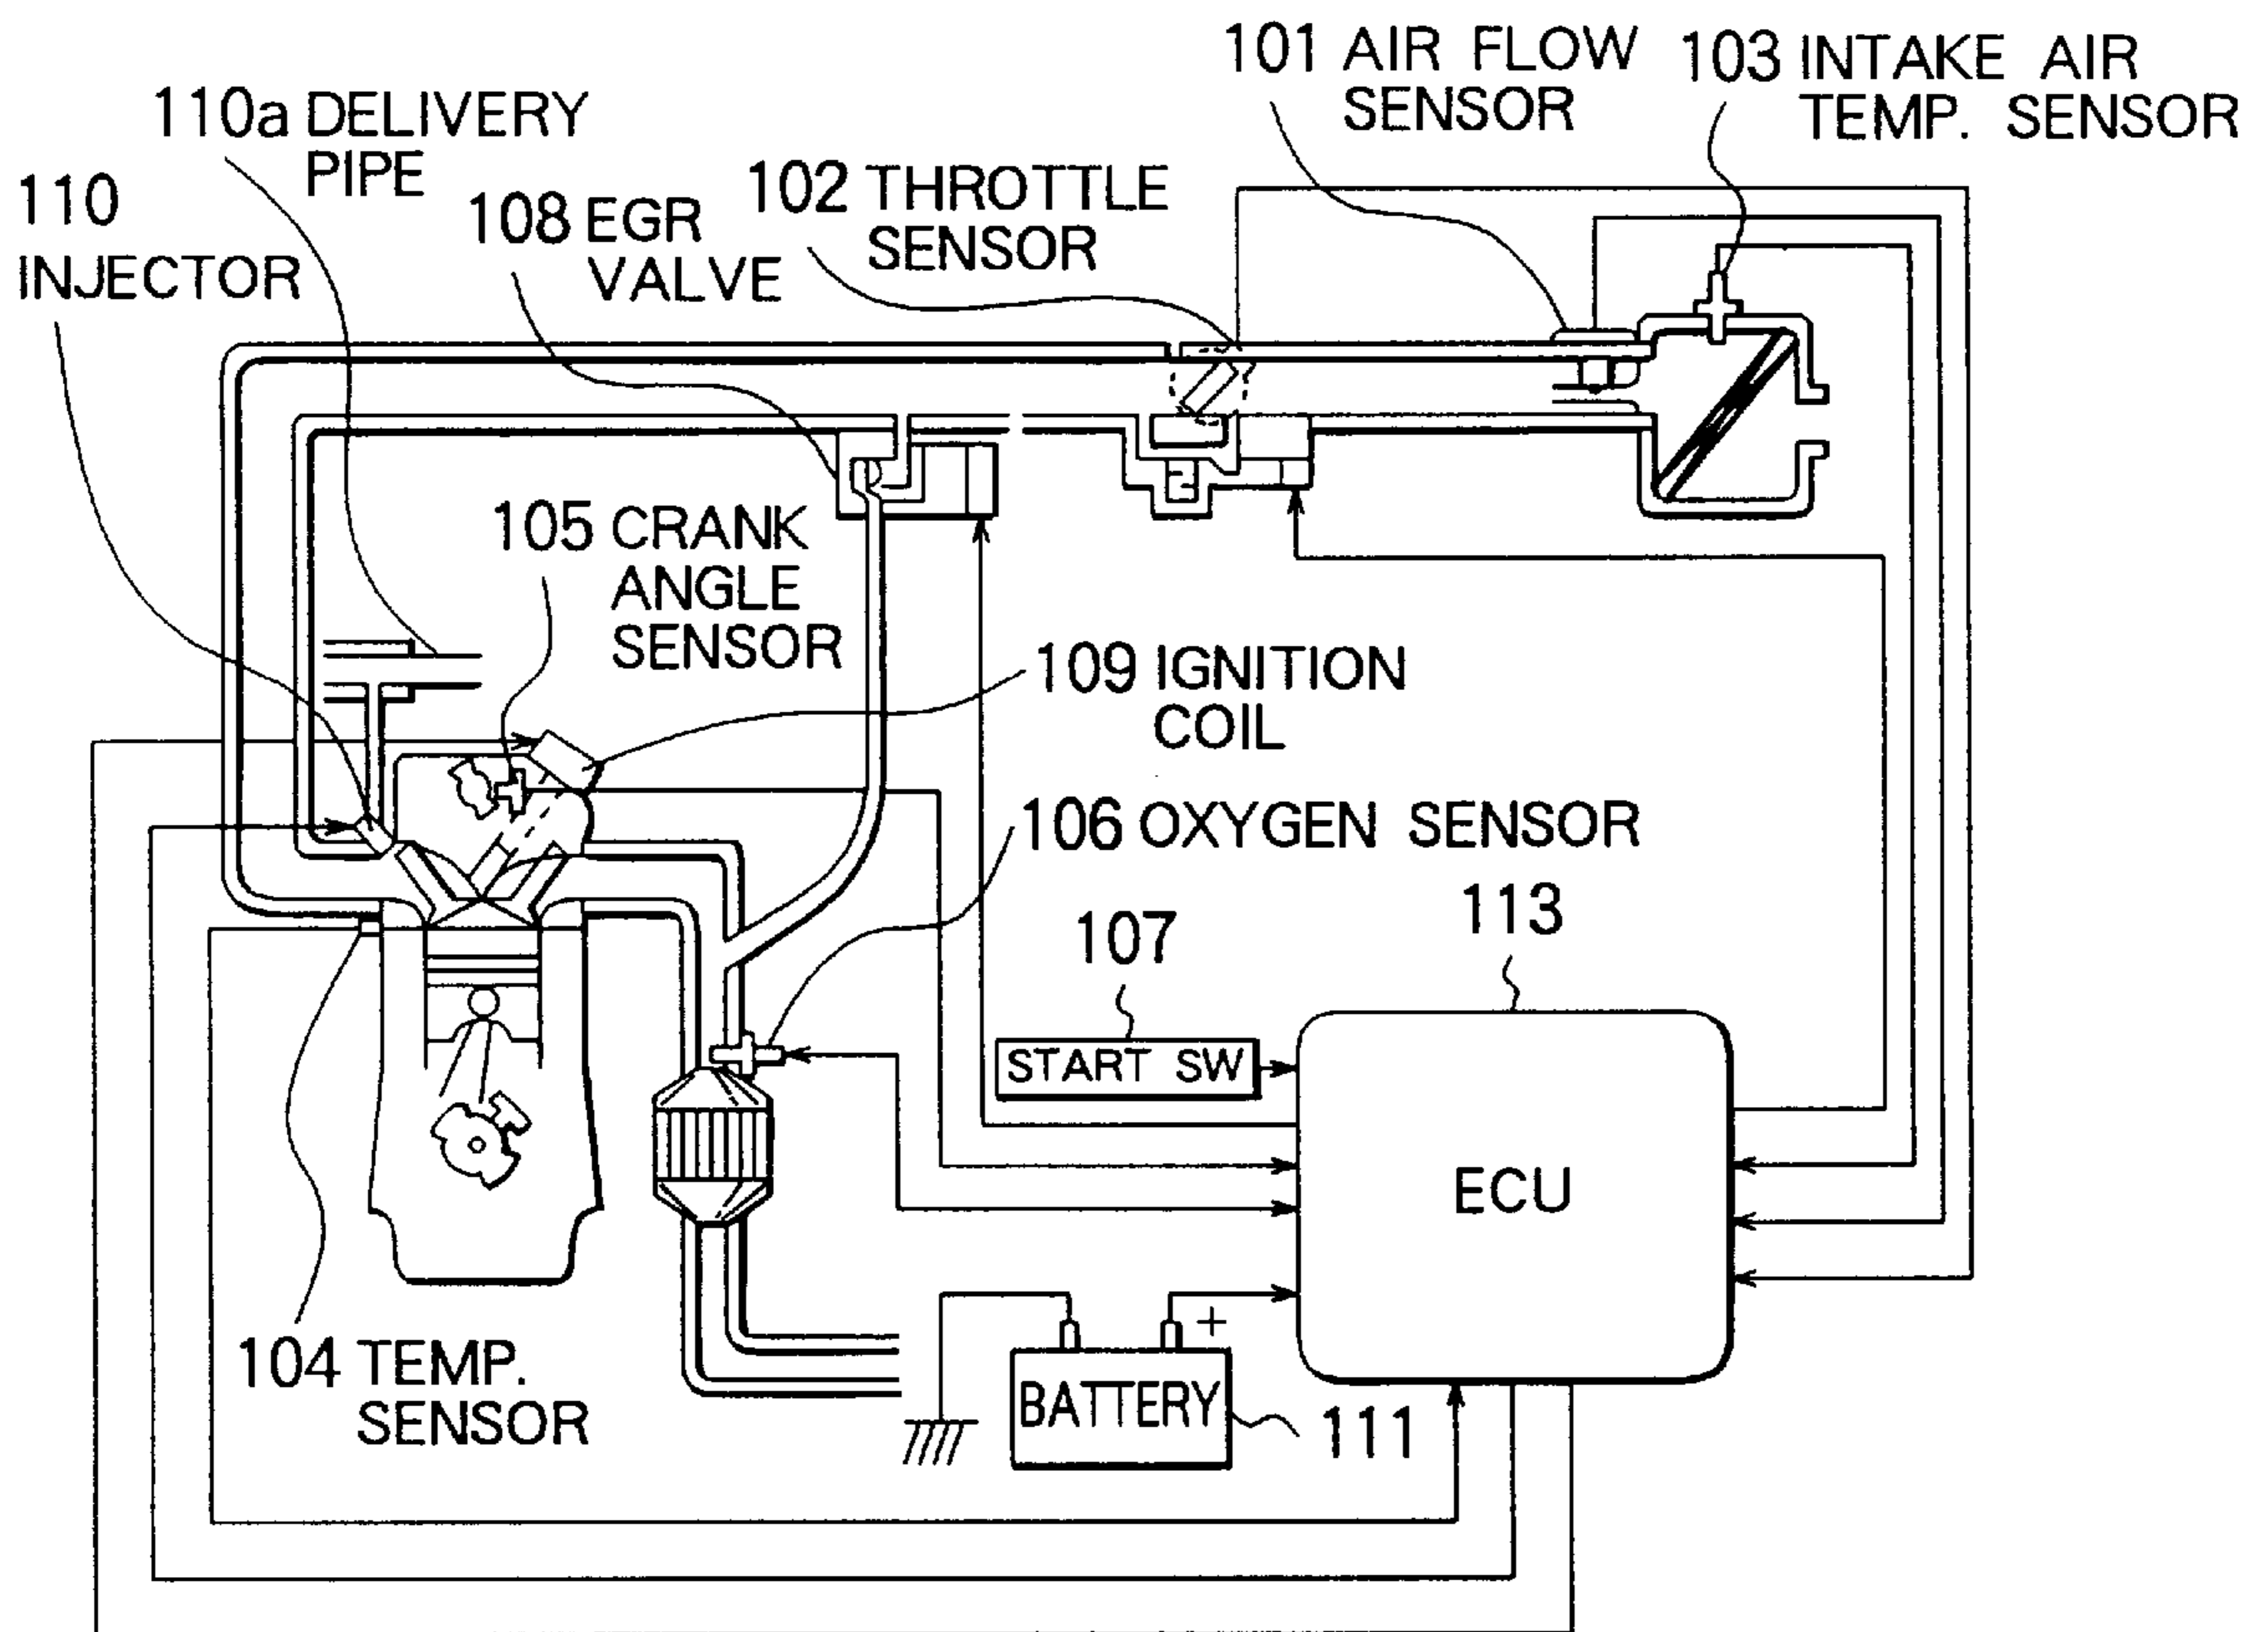 101 AIR FLOW
SENSOR
103 INTAKE AIR
TEMP. SENSOR
110a DELIVERY
PIPE
102 THROTTLE
SENSOR
110
INJECTOR
108 EGR
VALVE
105 CRANK
ANGLE
SENSOR
109 IGNITION
COIL
106 OXYGEN SENSOR
107
113
START SW
ECU
104 TEMP.
SENSOR
+
BATTERY
111